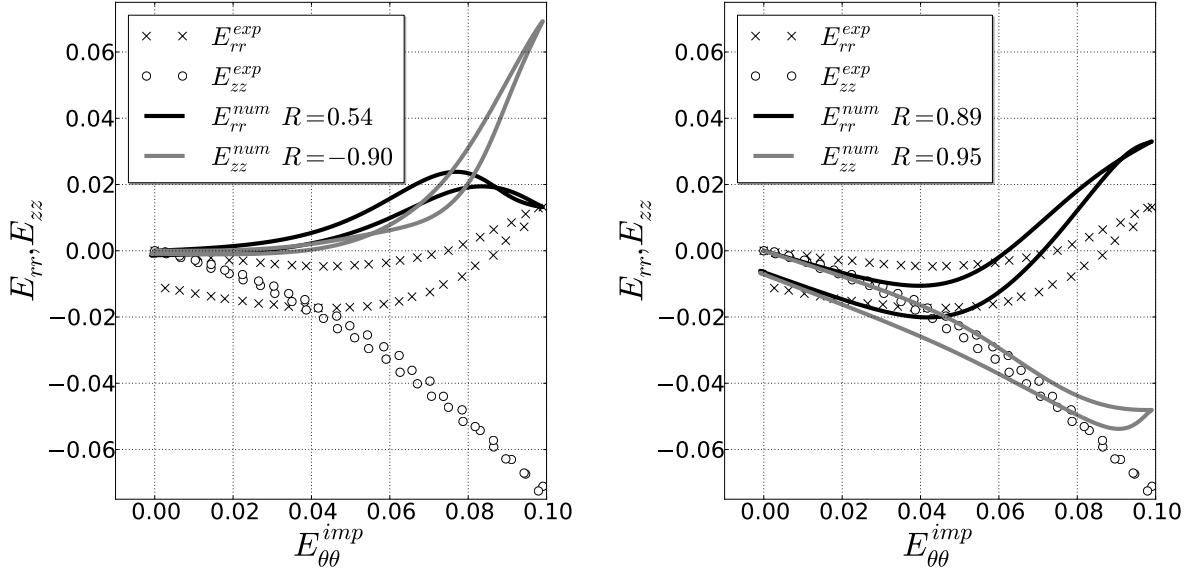 0.06
0.04
0.02
0.00
−0.02
−0.04
−0.06
E_rr, E_zz
E_rr^exp
E_zz^exp
E_rr^num R=0.54
E_zz^num R=−0.90
0.00 0.02 0.04 0.06 0.08 0.10
E_θθ^imp
0.06
0.04
0.02
0.00
−0.02
−0.04
−0.06
E_rr, E_zz
E_rr^exp
E_zz^exp
E_rr^num R=0.89
E_zz^num R=0.95
0.00 0.02 0.04 0.06 0.08 0.10
E_θθ^imp